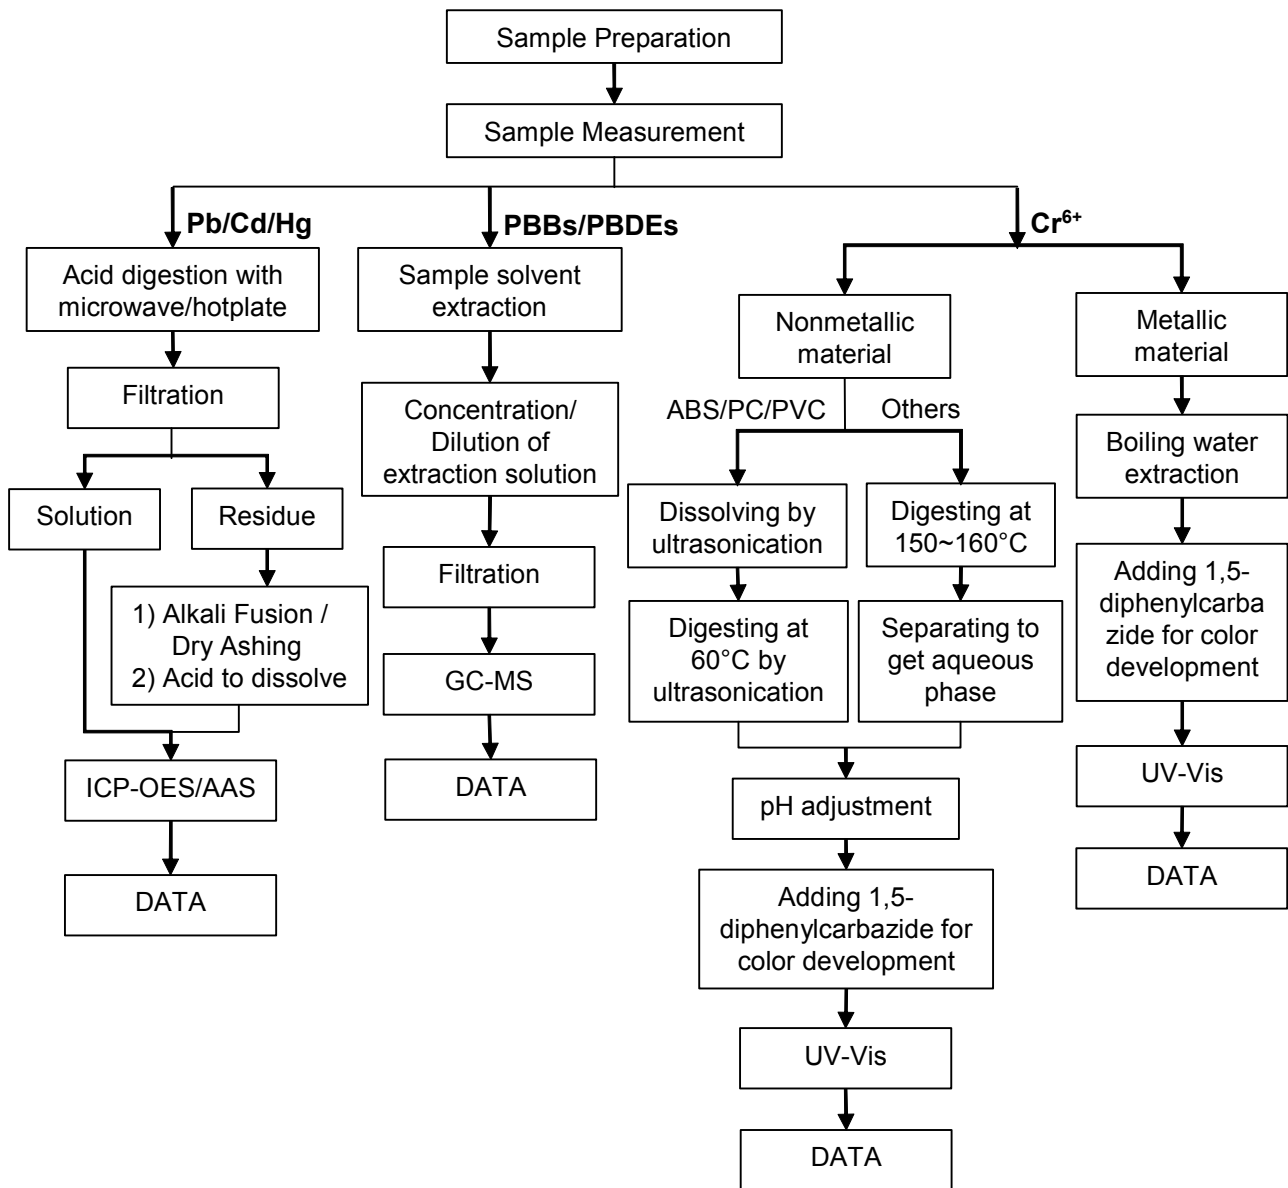 Sample Preparation
Sample Measurement
Pb/Cd/Hg
Acid digestion with
microwave/hotplate
Filtration
Solution
Residue
1) Alkali Fusion /
Dry Ashing
2) Acid to dissolve
ICP-OES/AAS
DATA
PBBs/PBDEs
Sample solvent
extraction
Concentration/
Dilution of
extraction solution
Filtration
GC-MS
DATA
Cr⁶⁺
Nonmetallic
material
ABS/PC/PVC
Others
Dissolving by
ultrasonication
Digesting at
60°C by
ultrasonication
Digesting at
150~160°C
Separating to
get aqueous
phase
pH adjustment
Adding 1,5-
diphenylcarbazide for
color development
UV-Vis
DATA
Metallic
material
Boiling water
extraction
Adding 1,5-
diphenylcarba
zide for color
development
UV-Vis
DATA